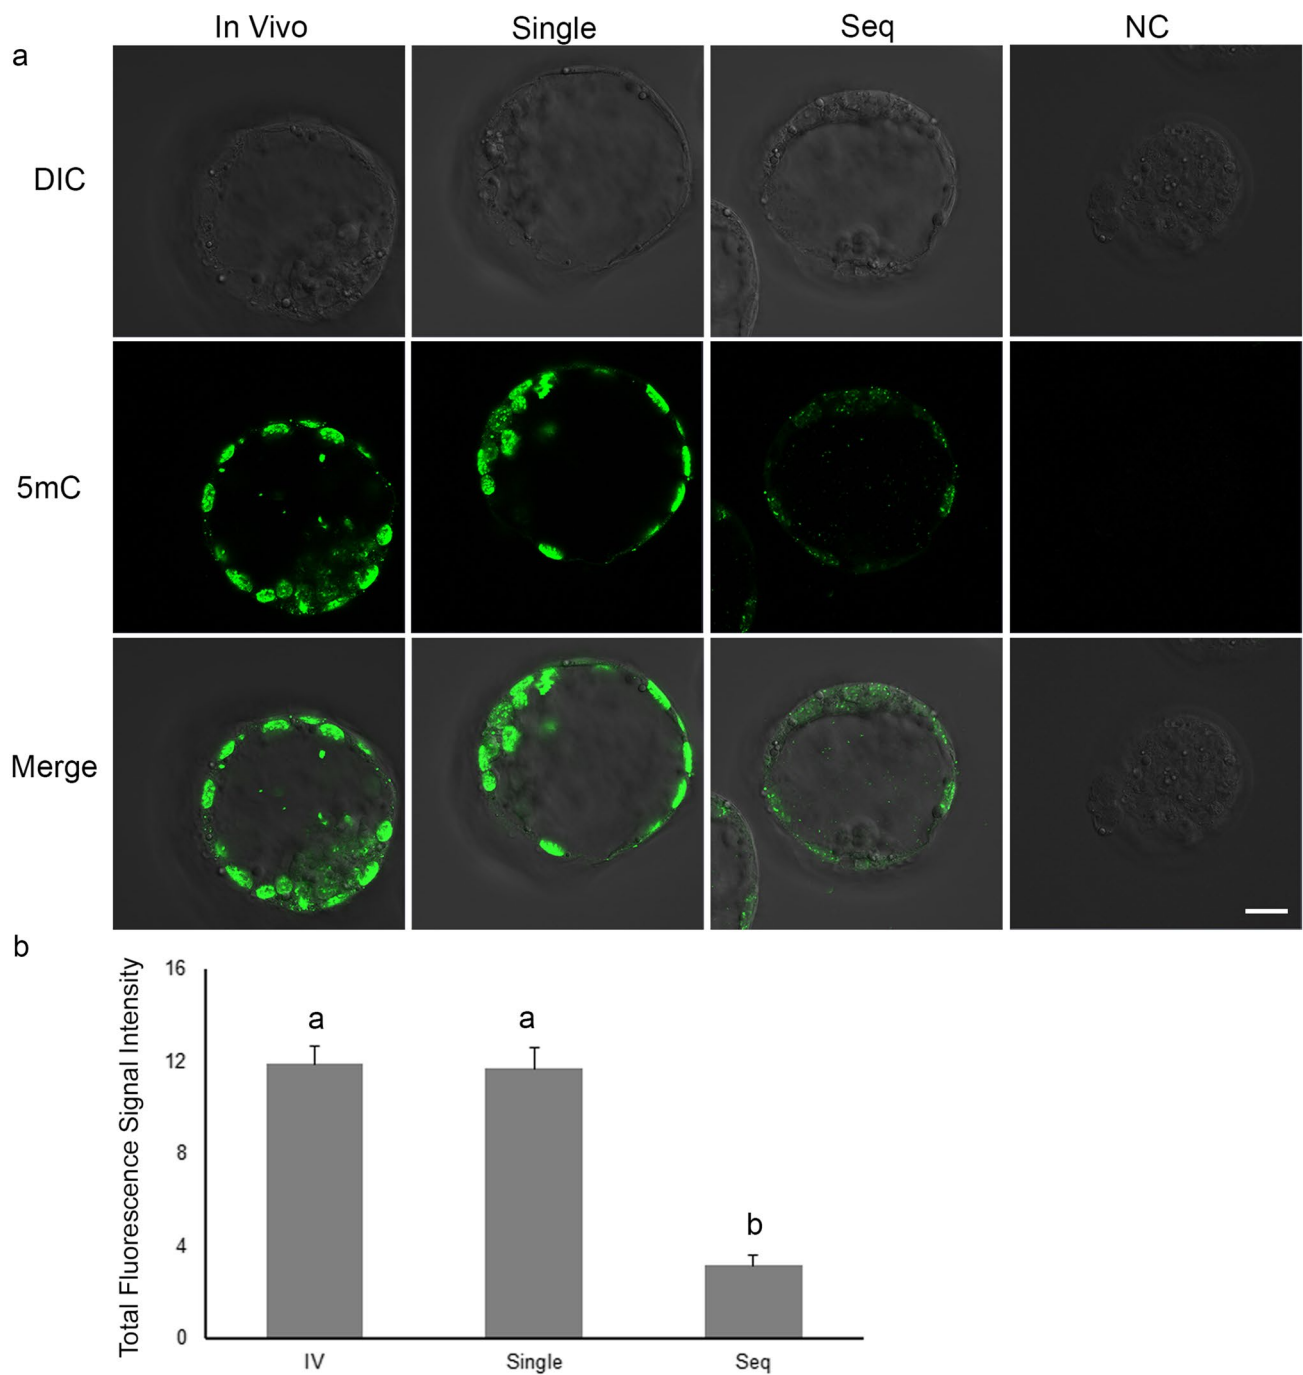 In Vivo Single Seq NC
a
DIC
5mC
Merge
b
Total Fluorescence Signal Intensity
16
12
8
4
0
a a b
IV Single Seq